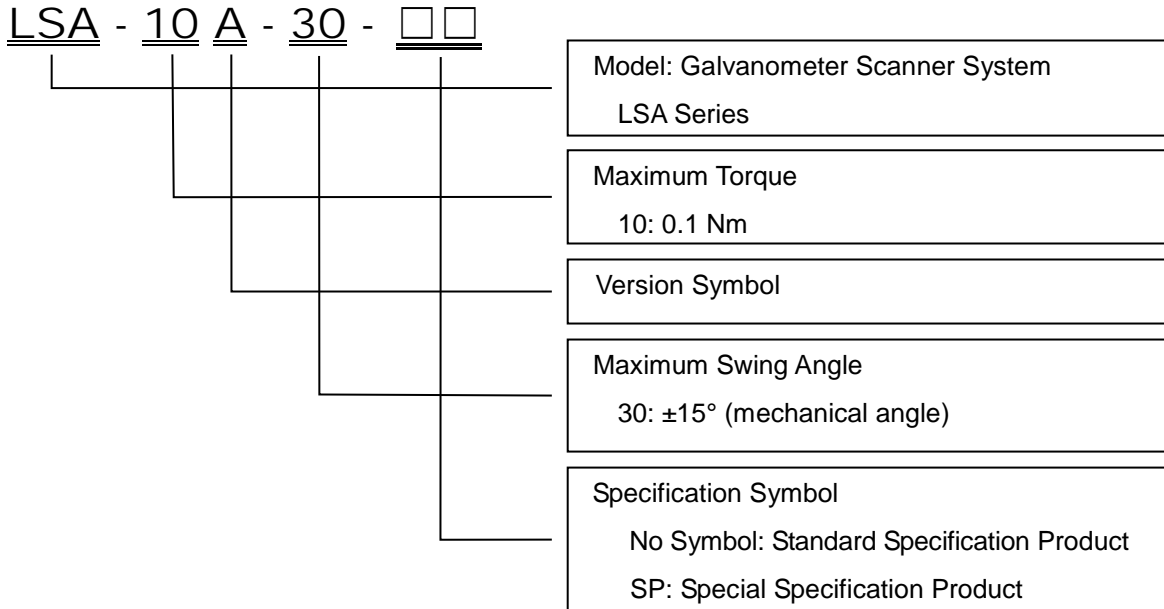 LSA - 10 A - 30 - □□
Model: Galvanometer Scanner System
LSA Series
Maximum Torque
10: 0.1 Nm
Version Symbol
Maximum Swing Angle
30: ±15° (mechanical angle)
Specification Symbol
No Symbol: Standard Specification Product
SP: Special Specification Product